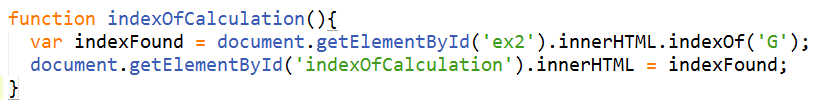 function indexOfCalculation(){
  var indexFound = document.getElementById('ex2').innerHTML.indexOf('G');
  document.getElementById('indexOfCalculation').innerHTML = indexFound;
}